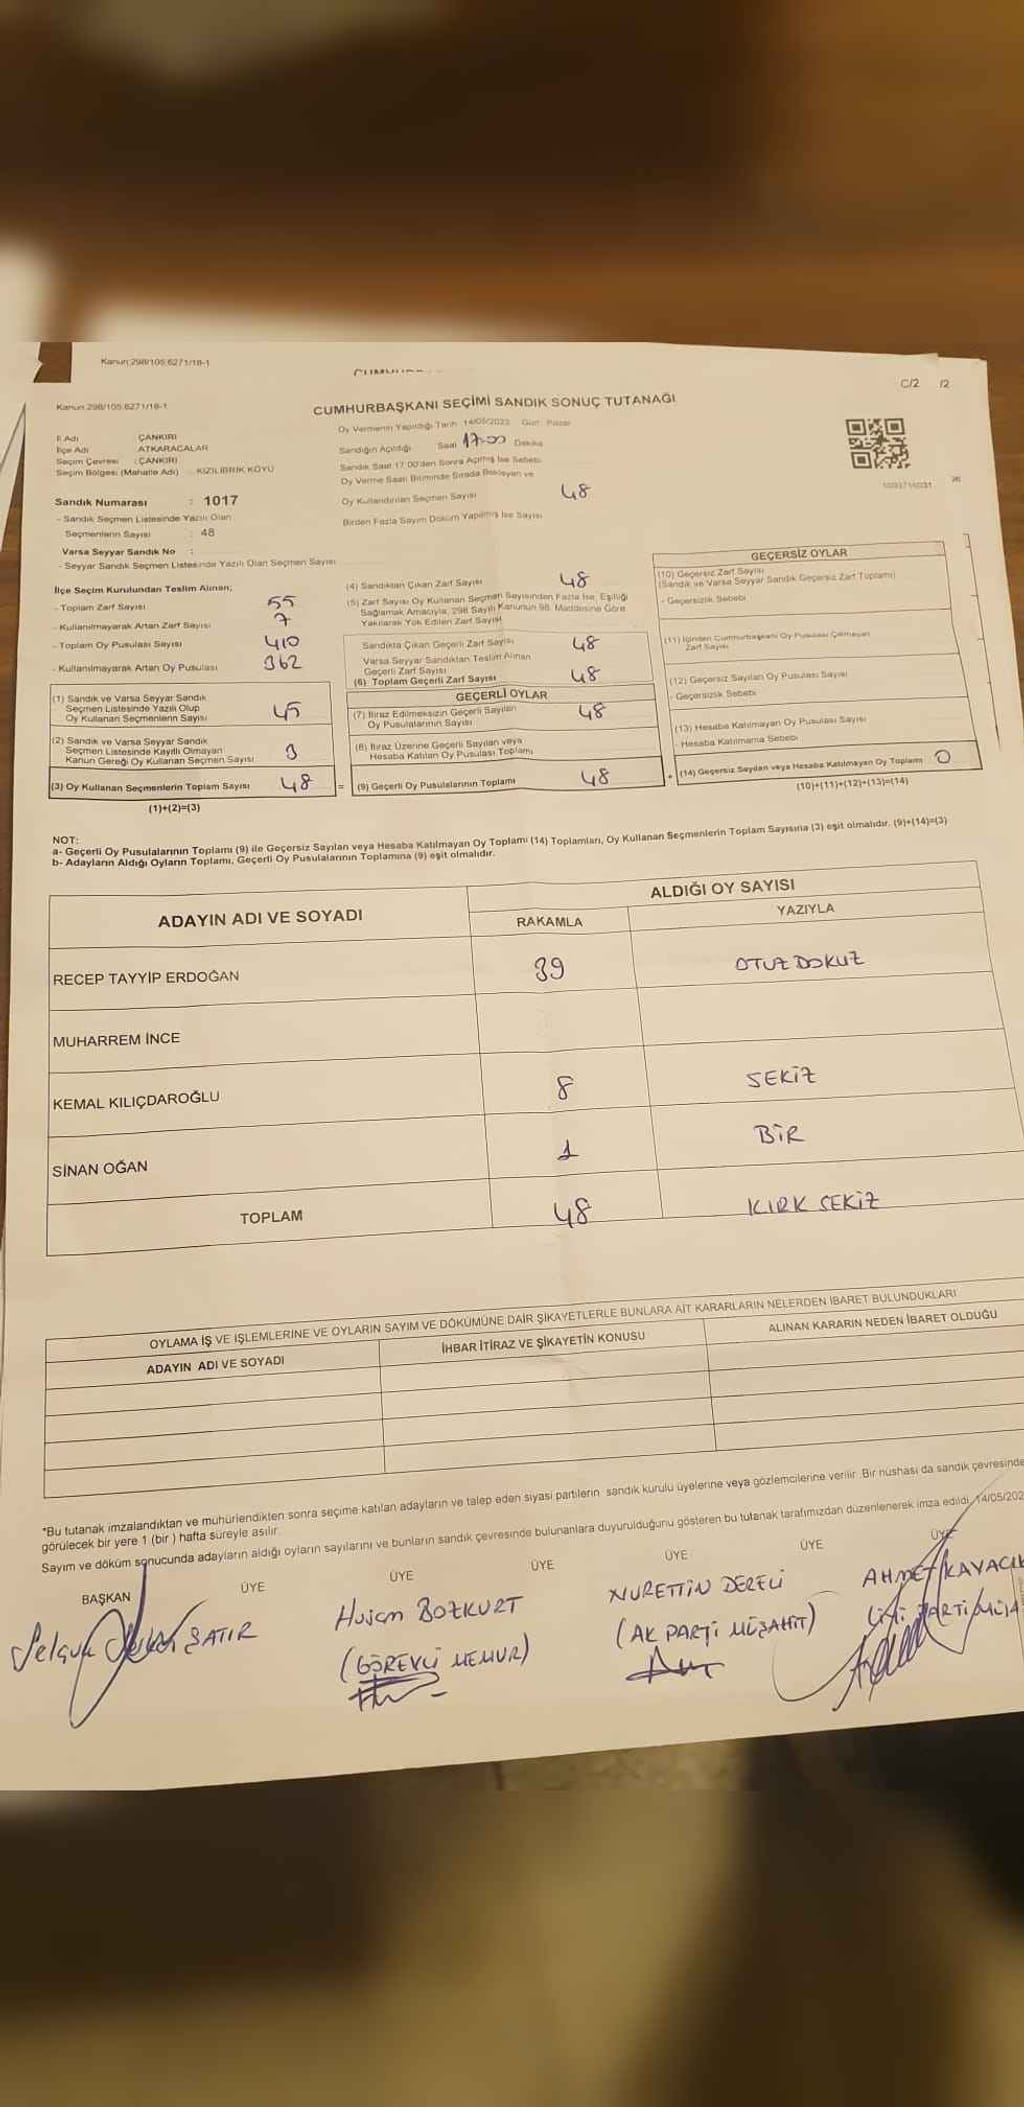 Kanun:298/105;6271/18-1
C/2 /2
Kanun:298/105;6271/18-1
CUMHURBAŞKANI SEÇİMİ SANDIK SONUÇ TUTANAĞI
İl Adı : ÇANKIRI
İlçe Adı : ATKARACALAR
Seçim Çevresi : ÇANKIRI
Seçim Bölgesi (Mahalle Adı) : KIZILIBRIK KÖYÜ
Sandık Numarası : 1017
- Sandık Seçmen Listesinde Yazılı Olan
Seçmenlerin Sayısı : 48
Varsa Seyyar Sandık No :
- Seyyar Sandık Seçmen Listesinde Yazılı Olan Seçmen Sayısı
Oy Vermenin Yapıldığı Tarih 14/05/2023 Gün: Pazar
Sandığın Açıldığı Saat 17:00 Dakika
Sandık Saat 17:00'den Sonra Açılmış İse Sebebi
Oy Verme Saati Bitiminde Sırada Bekleyen ve
Oy Kullandırılan Seçmen Sayısı 48
Birden Fazla Sayım Döküm Yapılmış İse Sayısı
İlçe Seçim Kurulundan Teslim Alınan;
- Toplam Zarf Sayısı 55
- Kullanılmayarak Artan Zarf Sayısı 7
- Toplam Oy Pusulası Sayısı 410
- Kullanılmayarak Artan Oy Pusulası 362
(1) Sandık ve Varsa Seyyar Sandık
Seçmen Listesinde Yazılı Olup
Oy Kullanan Seçmenlerin Sayısı 45
(2) Sandık ve Varsa Seyyar Sandık
Seçmen Listesinde Kayıtlı Olmayan
Kanun Gereği Oy Kullanan Seçmen Sayısı 3
(3) Oy Kullanan Seçmenlerin Toplam Sayısı 48 =
(1)+(2)=(3)
(4) Sandıktan Çıkan Zarf Sayısı 48
(5) Zarf Sayısı Oy Kullanan Seçmen Sayısından Fazla İse, Eşitliği
Sağlamak Amacıyla, 298 Sayılı Kanunun 98. Maddesine Göre
Yakılarak Yok Edilen Zarf Sayısı
Sandıkta Çıkan Geçerli Zarf Sayısı 48
Varsa Seyyar Sandıktan Teslim Alınan
Geçerli Zarf Sayısı
(6) Toplam Geçerli Zarf Sayısı 48
GEÇERLİ OYLAR
(7) İtiraz Edilmeksizin Geçerli Sayılan
Oy Pusulalarının Sayısı 48
(8) İtiraz Üzerine Geçerli Sayılan veya
Hesaba Katılan Oy Pusulası Toplamı
(9) Geçerli Oy Pusulalarının Toplamı 48 +
GEÇERSİZ OYLAR
(10) Geçersiz Zarf Sayısı
(Sandık ve Varsa Seyyar Sandık Geçersiz Zarf Toplamı)
- Geçersizlik Sebebi
(11) İçinden Cumhurbaşkanı Oy Pusulası Çıkmayan
Zarf Sayısı
(12) Geçersiz Sayılan Oy Pusulası Sayısı
- Geçersizlik Sebebi
(13) Hesaba Katılmayan Oy Pusulası Sayısı
- Hesaba Katılmama Sebebi
(14) Geçersiz Sayılan veya Hesaba Katılmayan Oy Toplamı 0
(10)+(11)+(12)+(13)=(14)
NOT:
a- Geçerli Oy Pusulalarının Toplamı (9) ile Geçersiz Sayılan veya Hesaba Katılmayan Oy Toplamı (14) Toplamları, Oy Kullanan Seçmenlerin Toplam Sayısına (3) eşit olmalıdır. (9)+(14)=(3)
b- Adayların Aldığı Oyların Toplamı, Geçerli Oy Pusulalarının Toplamına (9) eşit olmalıdır.
ADAYIN ADI VE SOYADI
ALDIĞI OY SAYISI
RAKAMLA YAZIYLA
RECEP TAYYİP ERDOĞAN 39 OTUZ DOKUZ
MUHARREM İNCE
KEMAL KILIÇDAROĞLU 8 SEKİZ
SİNAN OĞAN 1 BİR
TOPLAM 48 KIRK SEKİZ
OYLAMA İŞ VE İŞLEMLERİNE VE OYLARIN SAYIM VE DÖKÜMÜNE DAİR ŞİKAYETLERLE BUNLARA AİT KARARLARIN NELERDEN İBARET BULUNDUKLARI
ADAYIN ADI VE SOYADI İHBAR İTİRAZ VE ŞİKAYETİN KONUSU ALINAN KARARIN NEDEN İBARET OLDUĞU
*Bu tutanak imzalandıktan ve mühürlendikten sonra seçime katılan adayların ve talep eden siyasi partilerin sandık kurulu üyelerine veya gözlemcilerine verilir. Bir nüshası da sandık çevresinde
görülecek bir yere 1 (bir) hafta süreyle asılır.
Sayım ve döküm sonucunda adayların aldığı oyların sayılarını ve bunların sandık çevresinde bulunanlara duyurulduğunu gösteren bu tutanak tarafımızdan düzenlenerek imza edildi. 14/05/202
BAŞKAN ÜYE ÜYE ÜYE ÜYE ÜYE ÜYE
Selçuk SATIR
Husam BOZKURT
(GÖREVLİ MEMUR)
NURETTİN DERELİ
(AK PARTİ MÜŞAHİT)
AHMET KAYACIK
İYİ PARTİ